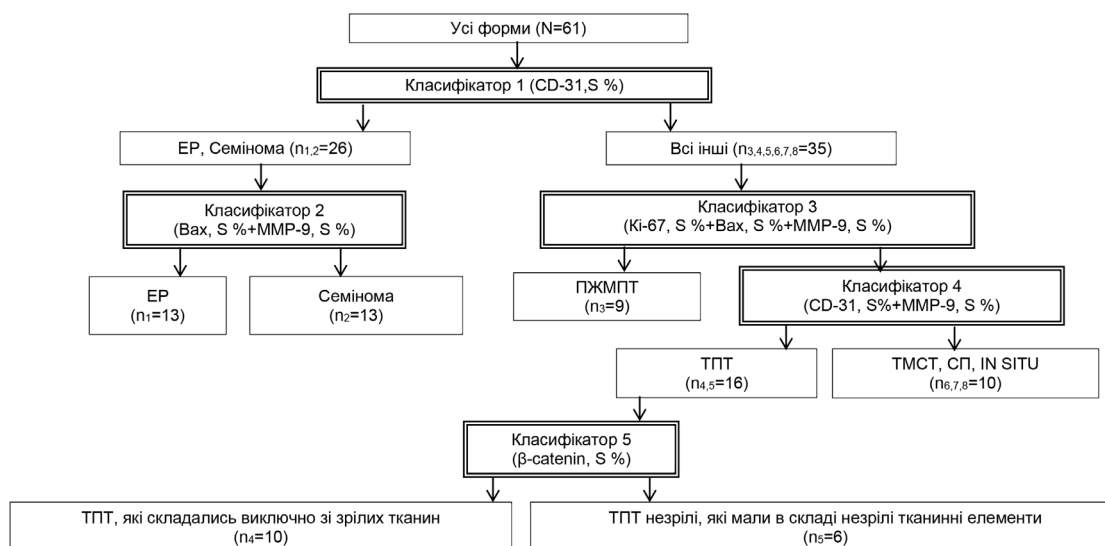 Усі форми (N=61)
Класифікатор 1 (CD-31,S %)
ЕР, Семінома (n1,2=26)
Всі інші (n3,4,5,6,7,8=35)
Класифікатор 2
(Bax, S %+MMP-9, S %)
Класифікатор 3
(Ki-67, S %+Bax, S %+MMP-9, S %)
ЕР
(n1=13)
Семінома
(n2=13)
ПЖМПТ
(n3=9)
Класифікатор 4
(CD-31, S%+MMP-9, S %)
ТПТ
(n4,5=16)
ТМСТ, СП, IN SITU
(n6,7,8=10)
Класифікатор 5
(β-catenin, S %)
ТПТ, які складались виключно зі зрілих тканин
(n4=10)
ТПТ незрілі, які мали в складі незрілі тканинні елементи
(n5=6)